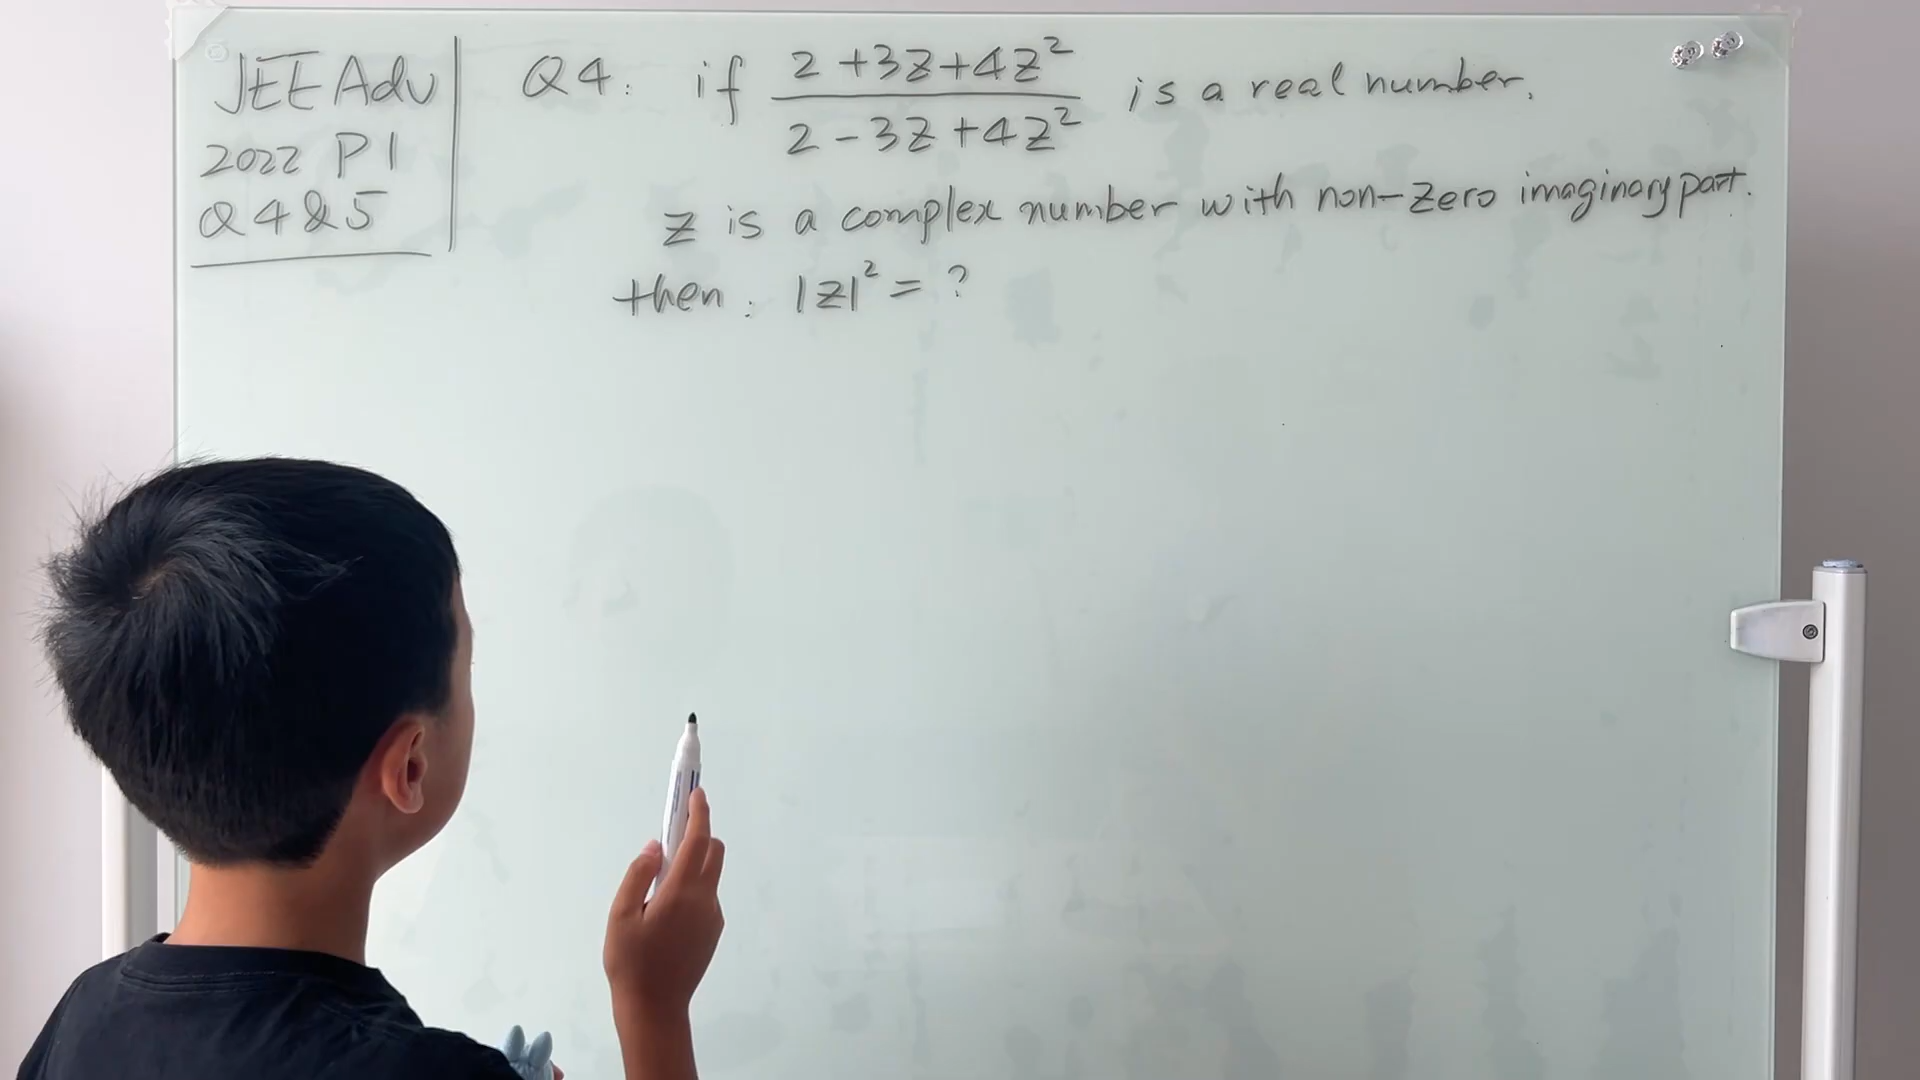 JEE Adv
2022 P1
Q4&5
Q4: if (2+3z+4z²)/(2-3z+4z²) is a real number.
z is a complex number with non-zero imaginary part.
then: |z|² = ?